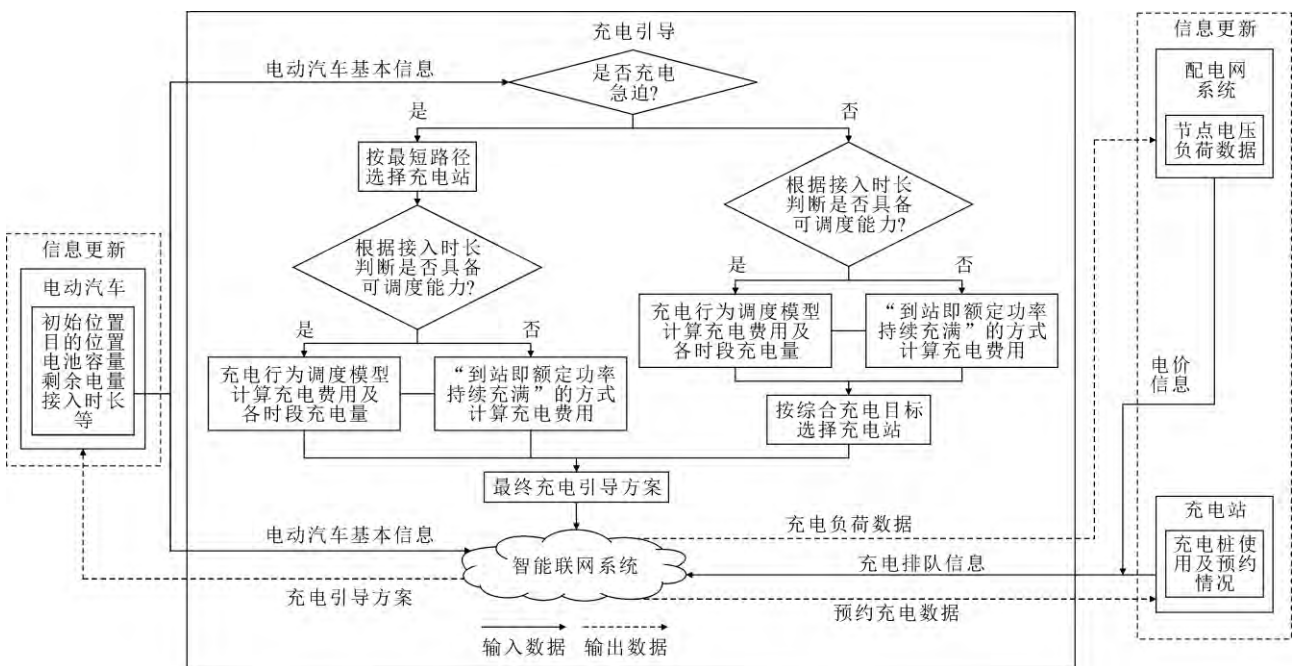 充电引导
信息更新
电动汽车基本信息
是否充电
急迫?
配电网
系统
节点电压
负荷数据
是
否
按最短路径
选择充电站
根据接入时长
判断是否具备
可调度能力?
信息更新
电动汽车
初始位置
目的位置
电池容量
剩余电量
接入时长
等
根据接入时长
判断是否具备
可调度能力?
是
否
充电行为调度模型
计算充电费用及
各时段充电量
“到站即额定功率
持续充满”的方式
计算充电费用
是
否
充电行为调度模型
计算充电费用及
各时段充电量
“到站即额定功率
持续充满”的方式
计算充电费用
按综合充电目标
选择充电站
电价
信息
最终充电引导方案
充电负荷数据
充电站
充电桩使
用及预约
情况
电动汽车基本信息
智能联网系统
充电排队信息
充电引导方案
预约充电数据
输入数据
输出数据